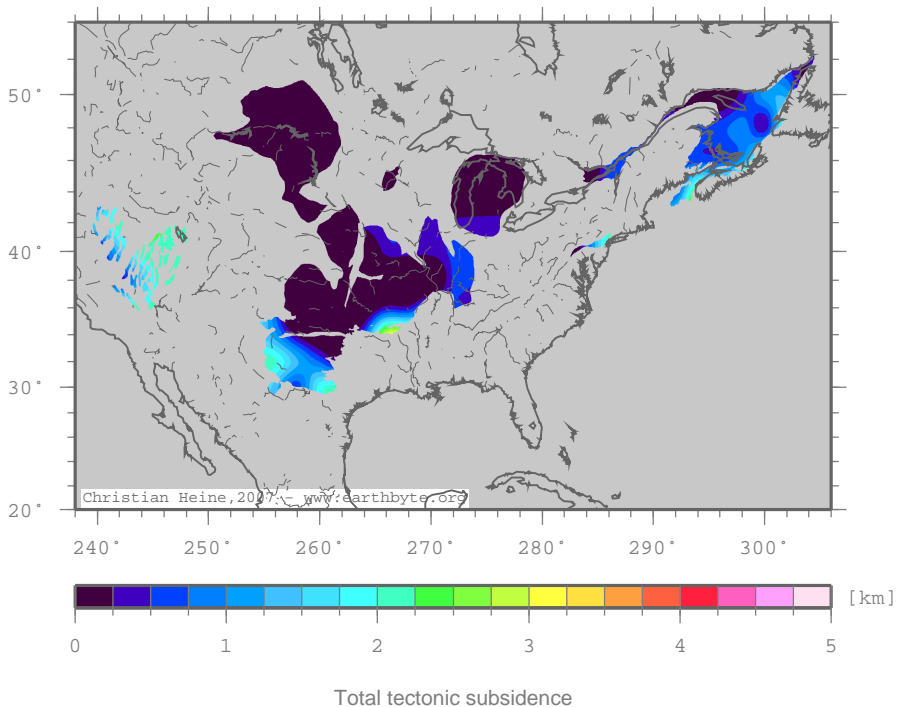 50°
40°
30°
20°
Christian Heine,2007 - www.earthbyte.org
240° 250° 260° 270° 280° 290° 300°
[km]
0 1 2 3 4 5
Total tectonic subsidence